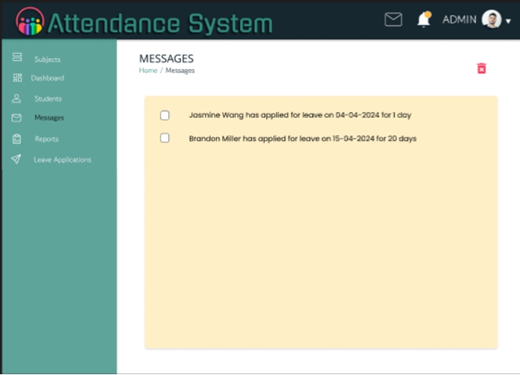 Attendance System
ADMIN
Subjects
Dashboard
Students
Messages
Reports
Leave Applications
MESSAGES
Home / Messages
Jasmine Wang has applied for leave on 04-04-2024 for 1 day
Brandon Miller has applied for leave on 15-04-2024 for 20 days